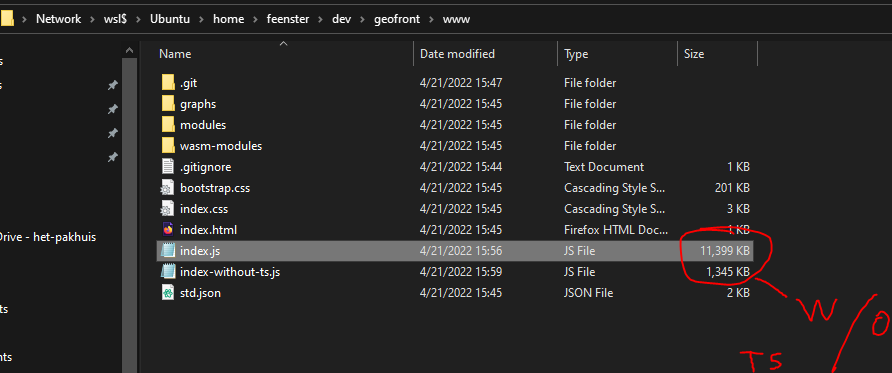 Network > wsl$ > Ubuntu > home > feenster > dev > geofront > www
Name Date modified Type Size
.git 4/21/2022 15:47 File folder
graphs 4/21/2022 15:45 File folder
modules 4/21/2022 15:45 File folder
wasm-modules 4/21/2022 15:45 File folder
.gitignore 4/21/2022 15:44 Text Document 1 KB
bootstrap.css 4/21/2022 15:45 Cascading Style S... 201 KB
index.css 4/21/2022 15:45 Cascading Style S... 3 KB
index.html 4/21/2022 15:45 Firefox HTML Doc... 1 KB
Drive - het-pakhuis
index.js 4/21/2022 15:56 JS File 11,399 KB
index-without-ts.js 4/21/2022 15:59 JS File 1,345 KB
std.json 4/21/2022 15:45 JSON File 2 KB
W/O
TS